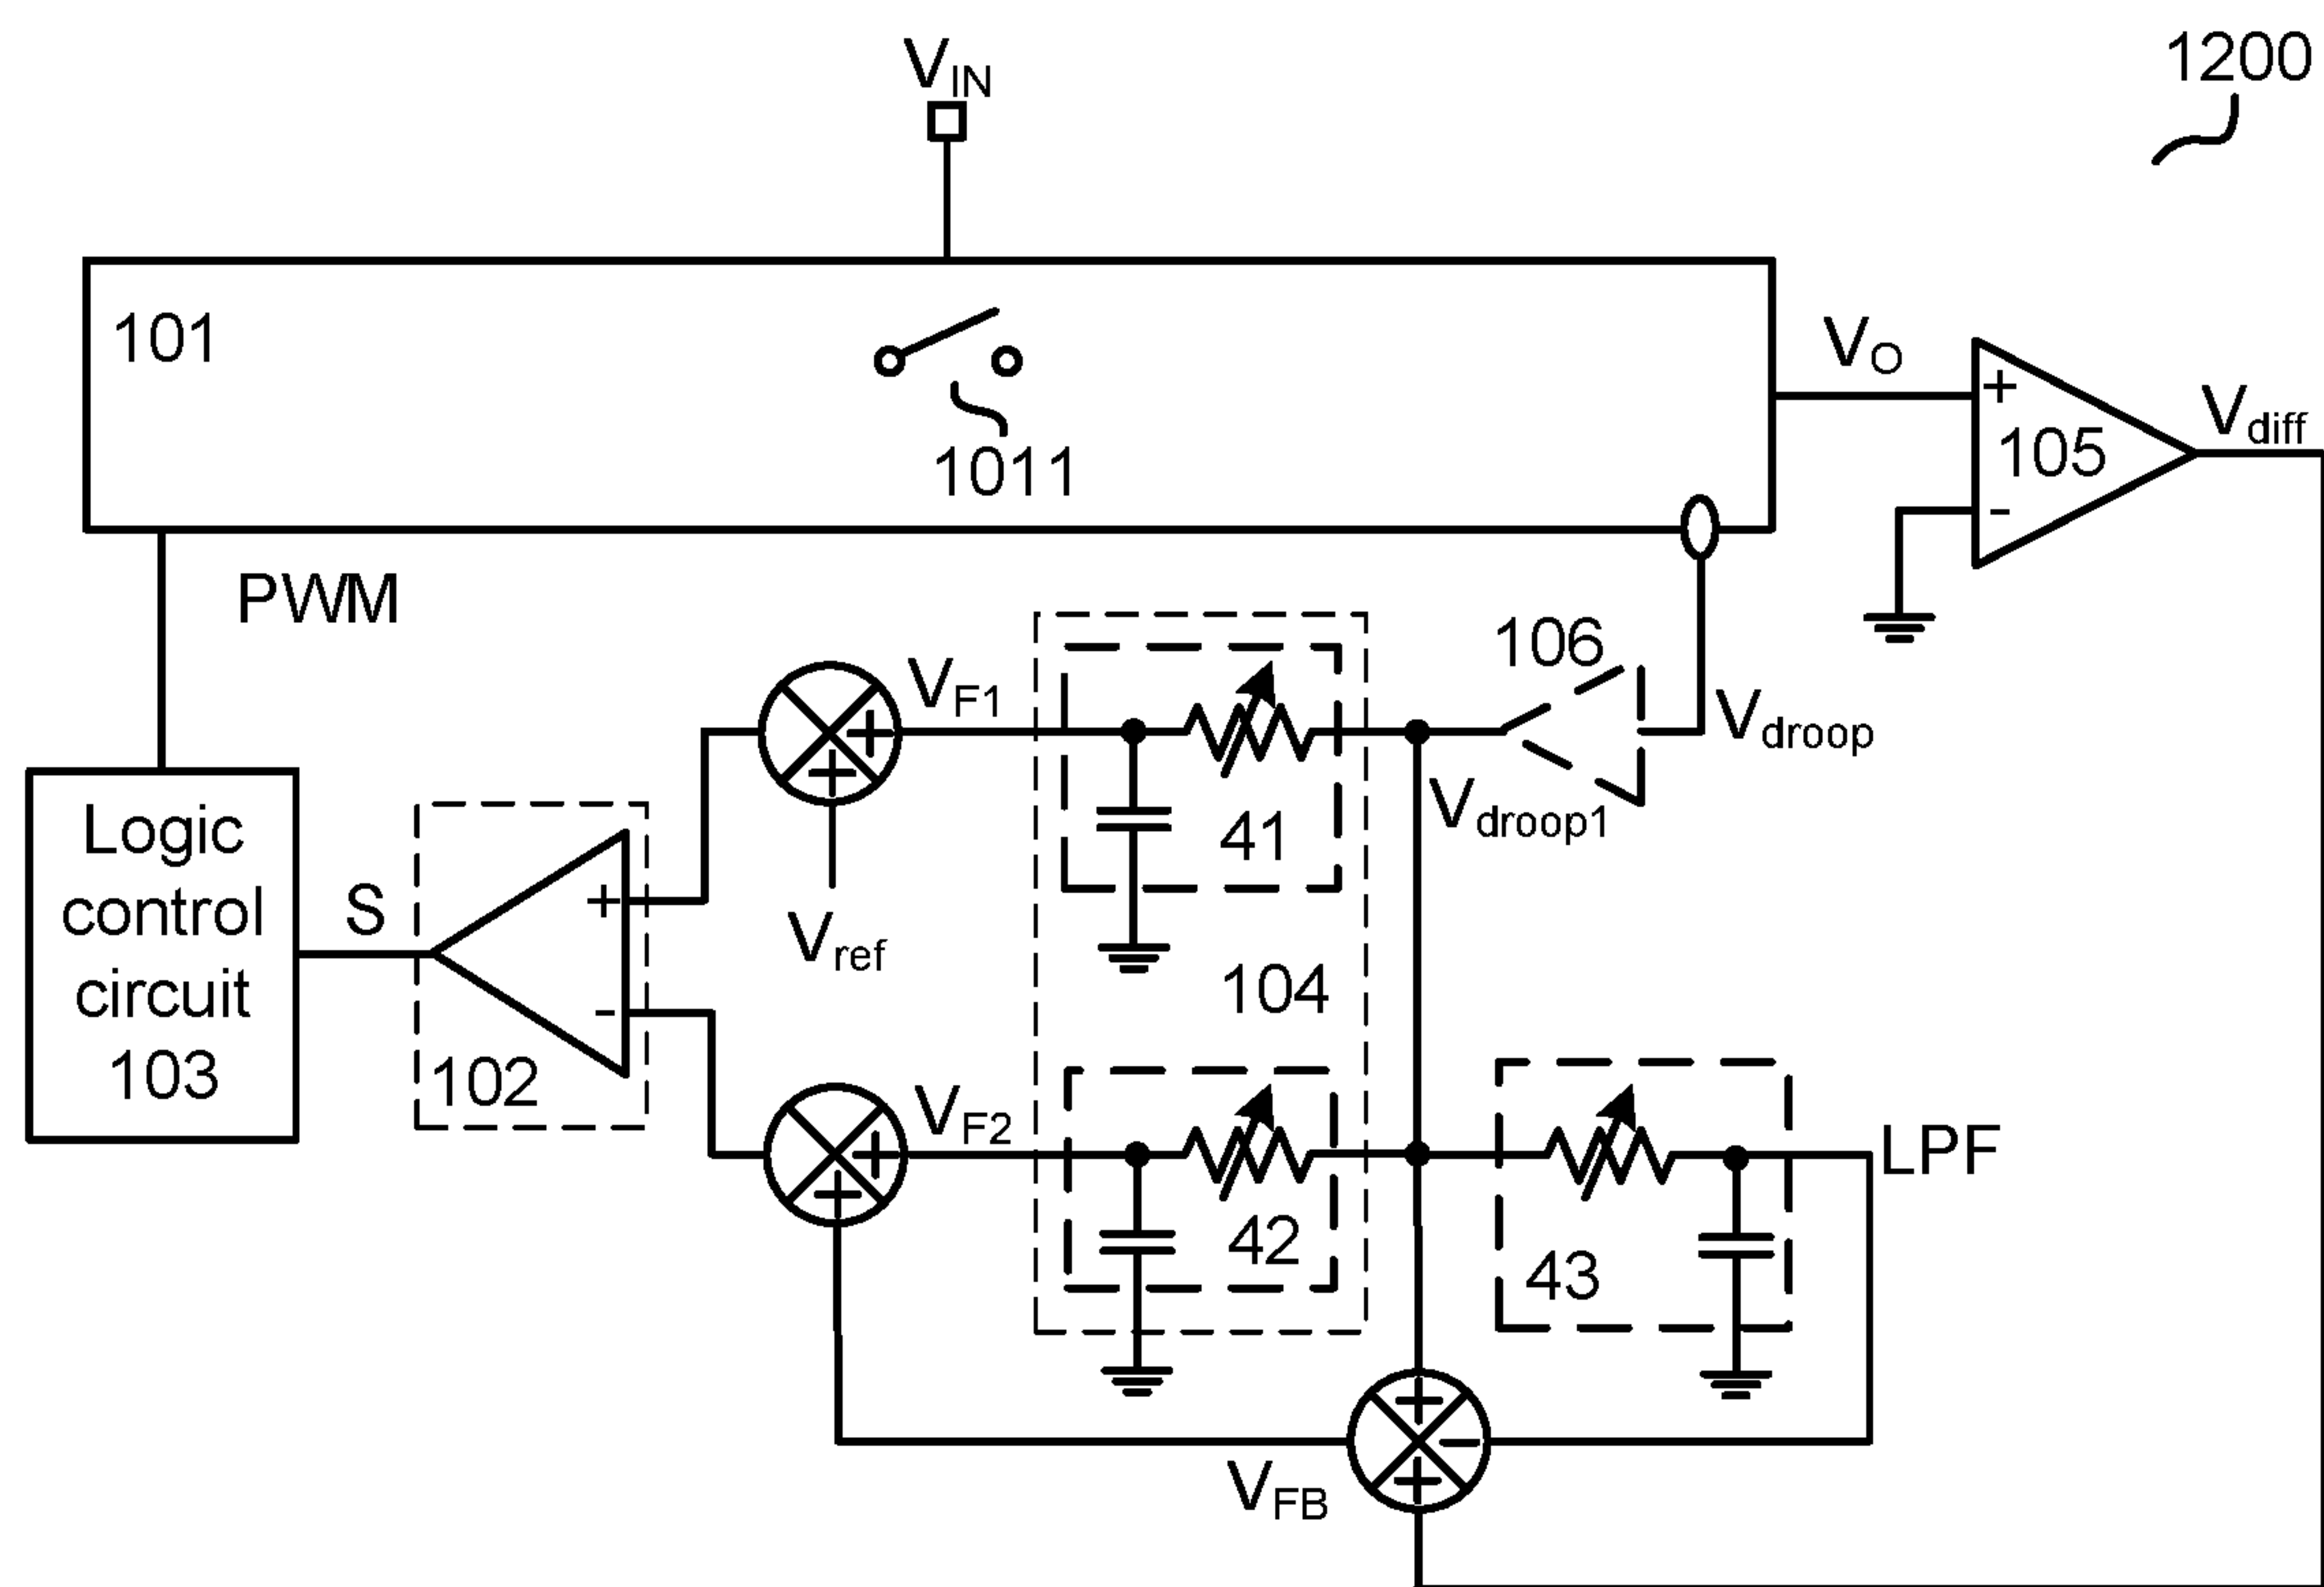 1200
VIN
101
1011
VO
+
105
-
Vdiff
PWM
106
VF1
+
+
Vdroop
Vdroop1
41
Vref
Logic
control
circuit
103
S
+
-
102
104
VF2
+
+
42
43
LPF
+
-
+
VFB